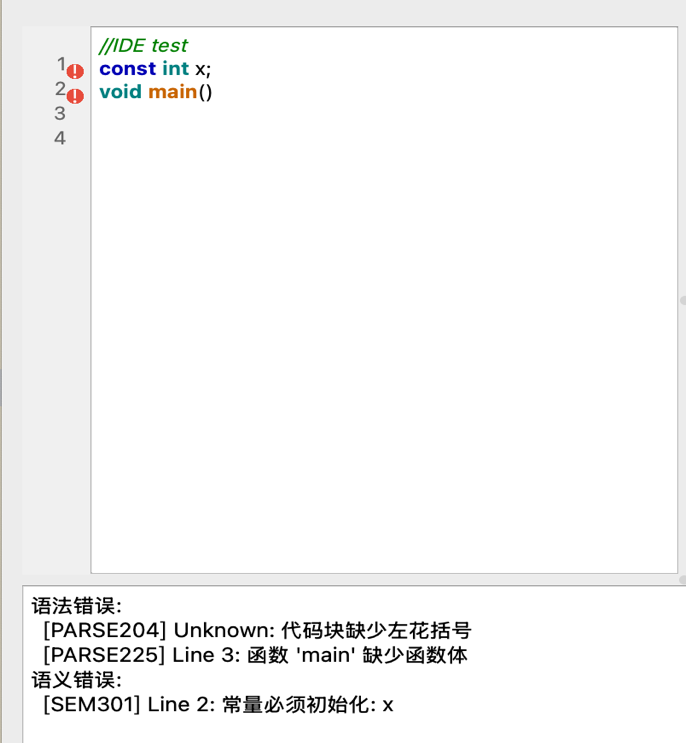 //IDE test
1 const int x;
2 void main()
3
4
语法错误:
[PARSE204] Unknown: 代码块缺少左花括号
[PARSE225] Line 3: 函数 'main' 缺少函数体
语义错误:
[SEM301] Line 2: 常量必须初始化: x